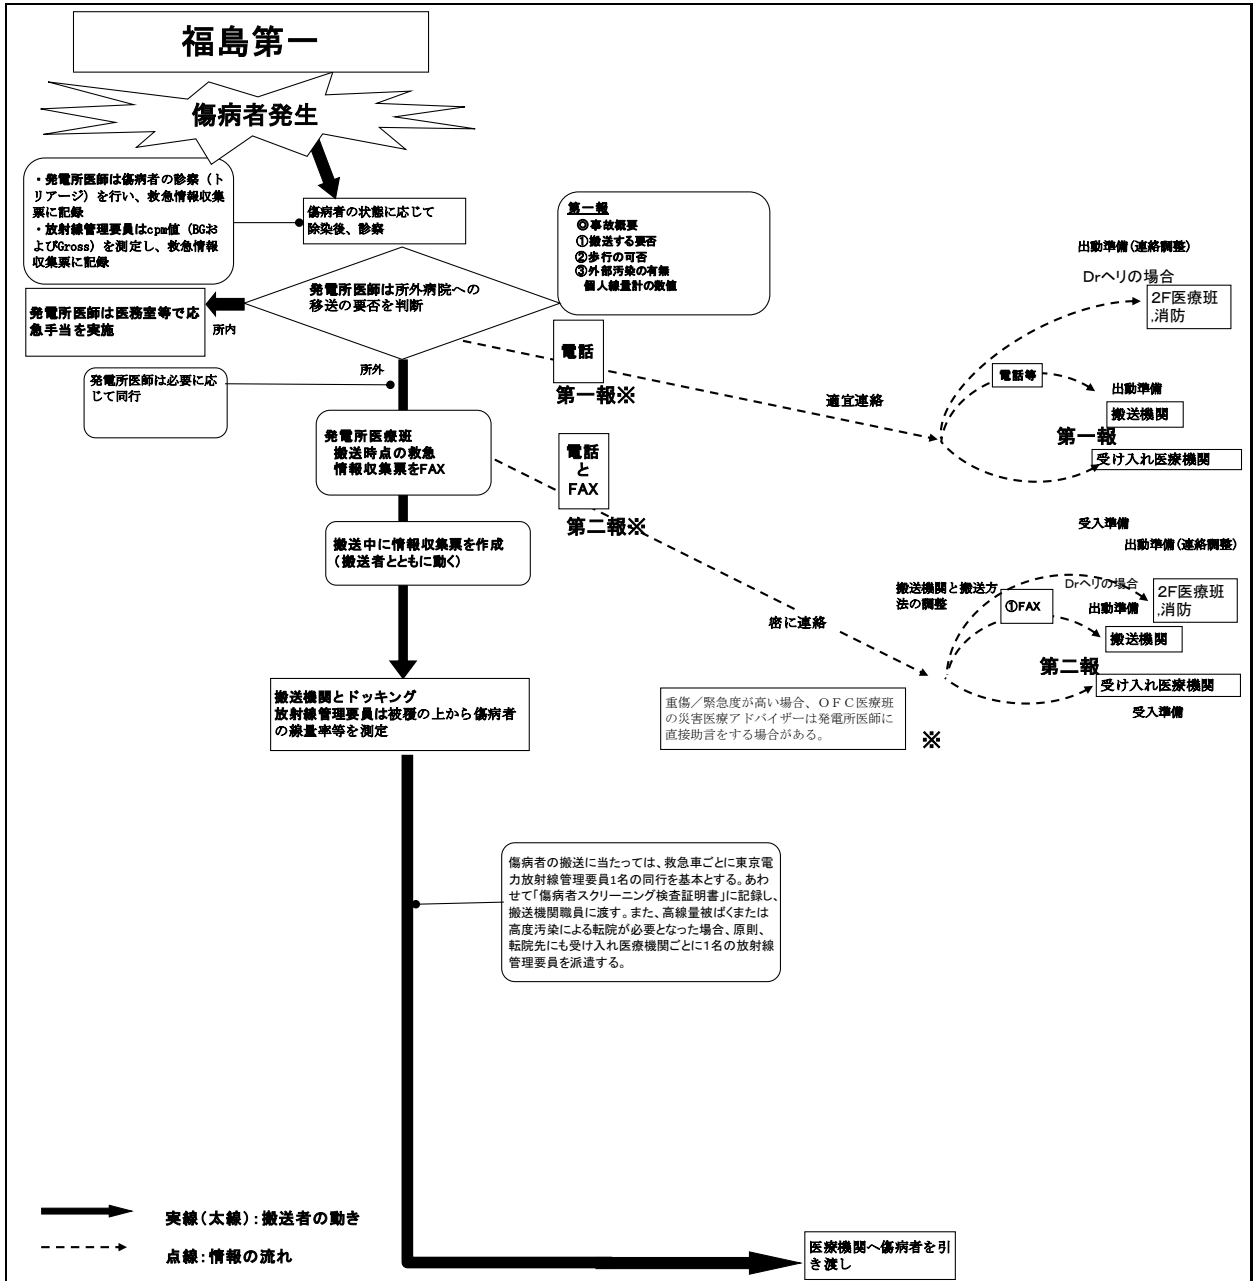 福島第一
傷病者発生
・発電所医師は傷病者の診察（ト
リアージ）を行い、救急情報収集
票に記録
・放射線管理要員はcpm値（BGお
よびGross）を測定し、救急情報
収集票に記録
傷病者の状態に応じて
除染後、診察
第一報
◎事故概要
①搬送する要否
②歩行の可否
③外部汚染の有無
個人線量計の数値
発電所医師は所外病院への
移送の要否を判断
発電所医師は医務室等で応
急手当を実施
所内
所外
発電所医師は必要に応
じて同行
電話
第一報※
適宜連絡
出動準備(連絡調整)
Drヘリの場合
2F医療班
,消防
電話等
出動準備
搬送機関
第一報
受け入れ医療機関
受入準備
発電所医療班
搬送時点の救急
情報収集票をFAX
電話
と
FAX
第二報※
密に連絡
搬送中に情報収集票を作成
（搬送者とともに動く）
出動準備(連絡調整)
搬送機関と搬送方
法の調整
Drヘリの場合
2F医療班
,消防
①FAX
出動準備
搬送機関
第二報
受け入れ医療機関
受入準備
搬送機関とドッキング
放射線管理要員は被覆の上から傷病者
の線量率等を測定
重傷／緊急度が高い場合、ＯＦＣ医療班
の災害医療アドバイザーは発電所医師に
直接助言をする場合がある。
※
傷病者の搬送に当たっては、救急車ごとに東京電
力放射線管理要員1名の同行を基本とする。あわ
せて「傷病者スクリーニング検査証明書」に記録し、
搬送機関職員に渡す。また、高線量被ばくまたは
高度汚染による転院が必要となった場合、原則、
転院先にも受け入れ医療機関ごとに1名の放射線
管理要員を派遣する。
実線(太線)：搬送者の動き
点線：情報の流れ
医療機関へ傷病者を引
き渡し